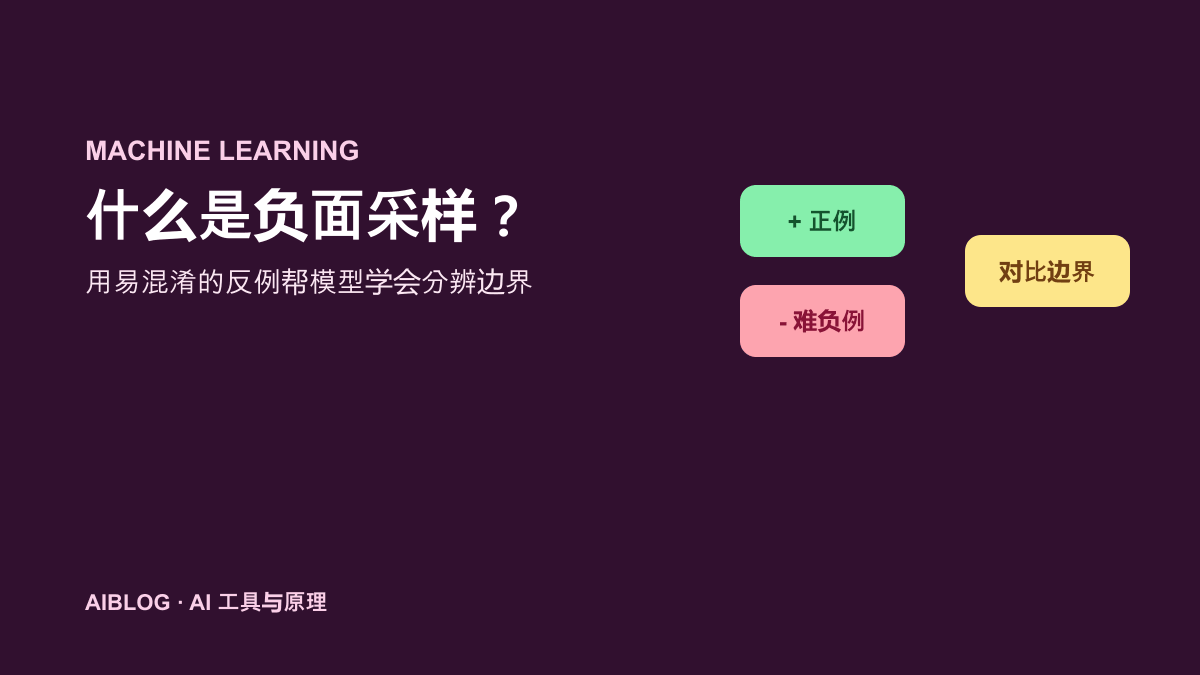 MACHINE LEARNING
什么是负面采样？
用易混淆的反例帮模型学会分辨边界
+ 正例
- 难负例
对比边界
AIBLOG · AI 工具与原理